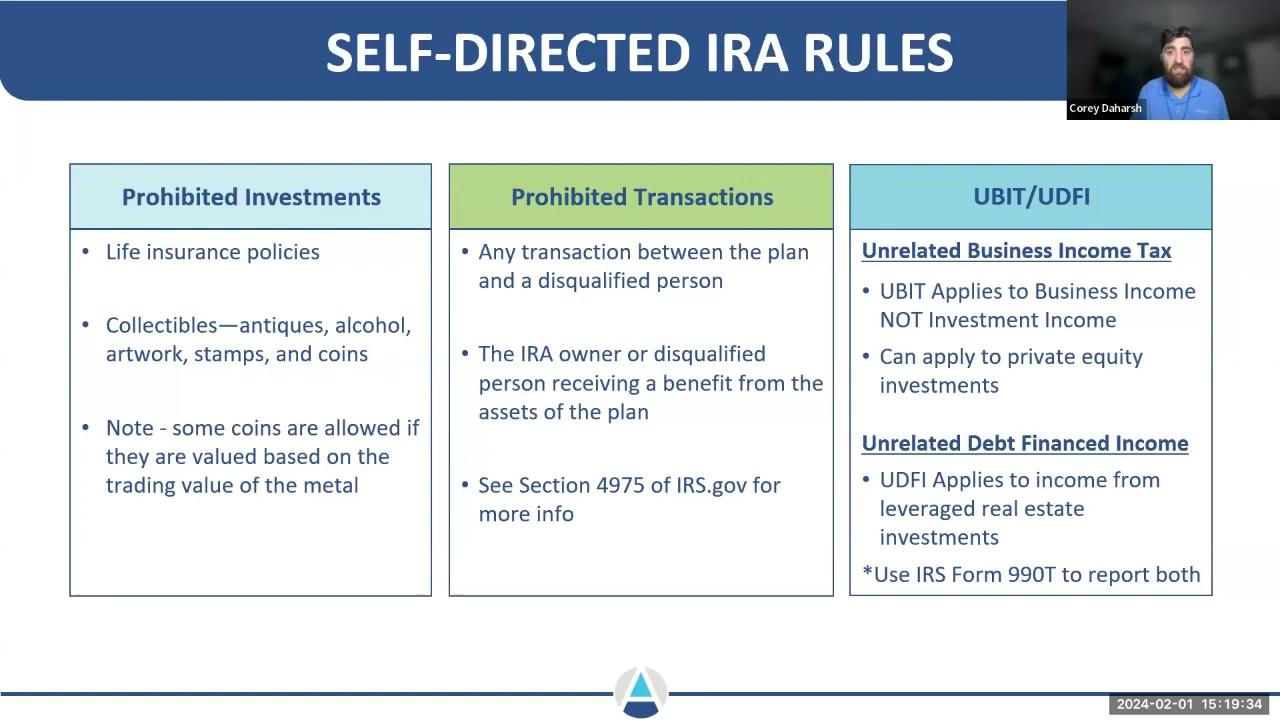 SELF-DIRECTED IRA RULES
Corey Daharsh
Prohibited Investments
• Life insurance policies
• Collectibles—antiques, alcohol,
artwork, stamps, and coins
• Note - some coins are allowed if
they are valued based on the
trading value of the metal
Prohibited Transactions
• Any transaction between the plan
and a disqualified person
• The IRA owner or disqualified
person receiving a benefit from the
assets of the plan
• See Section 4975 of IRS.gov for
more info
UBIT/UDFI
Unrelated Business Income Tax
• UBIT Applies to Business Income
NOT Investment Income
• Can apply to private equity
investments
Unrelated Debt Financed Income
• UDFI Applies to income from
leveraged real estate
investments
*Use IRS Form 990T to report both
2024-02-01 15:19:34